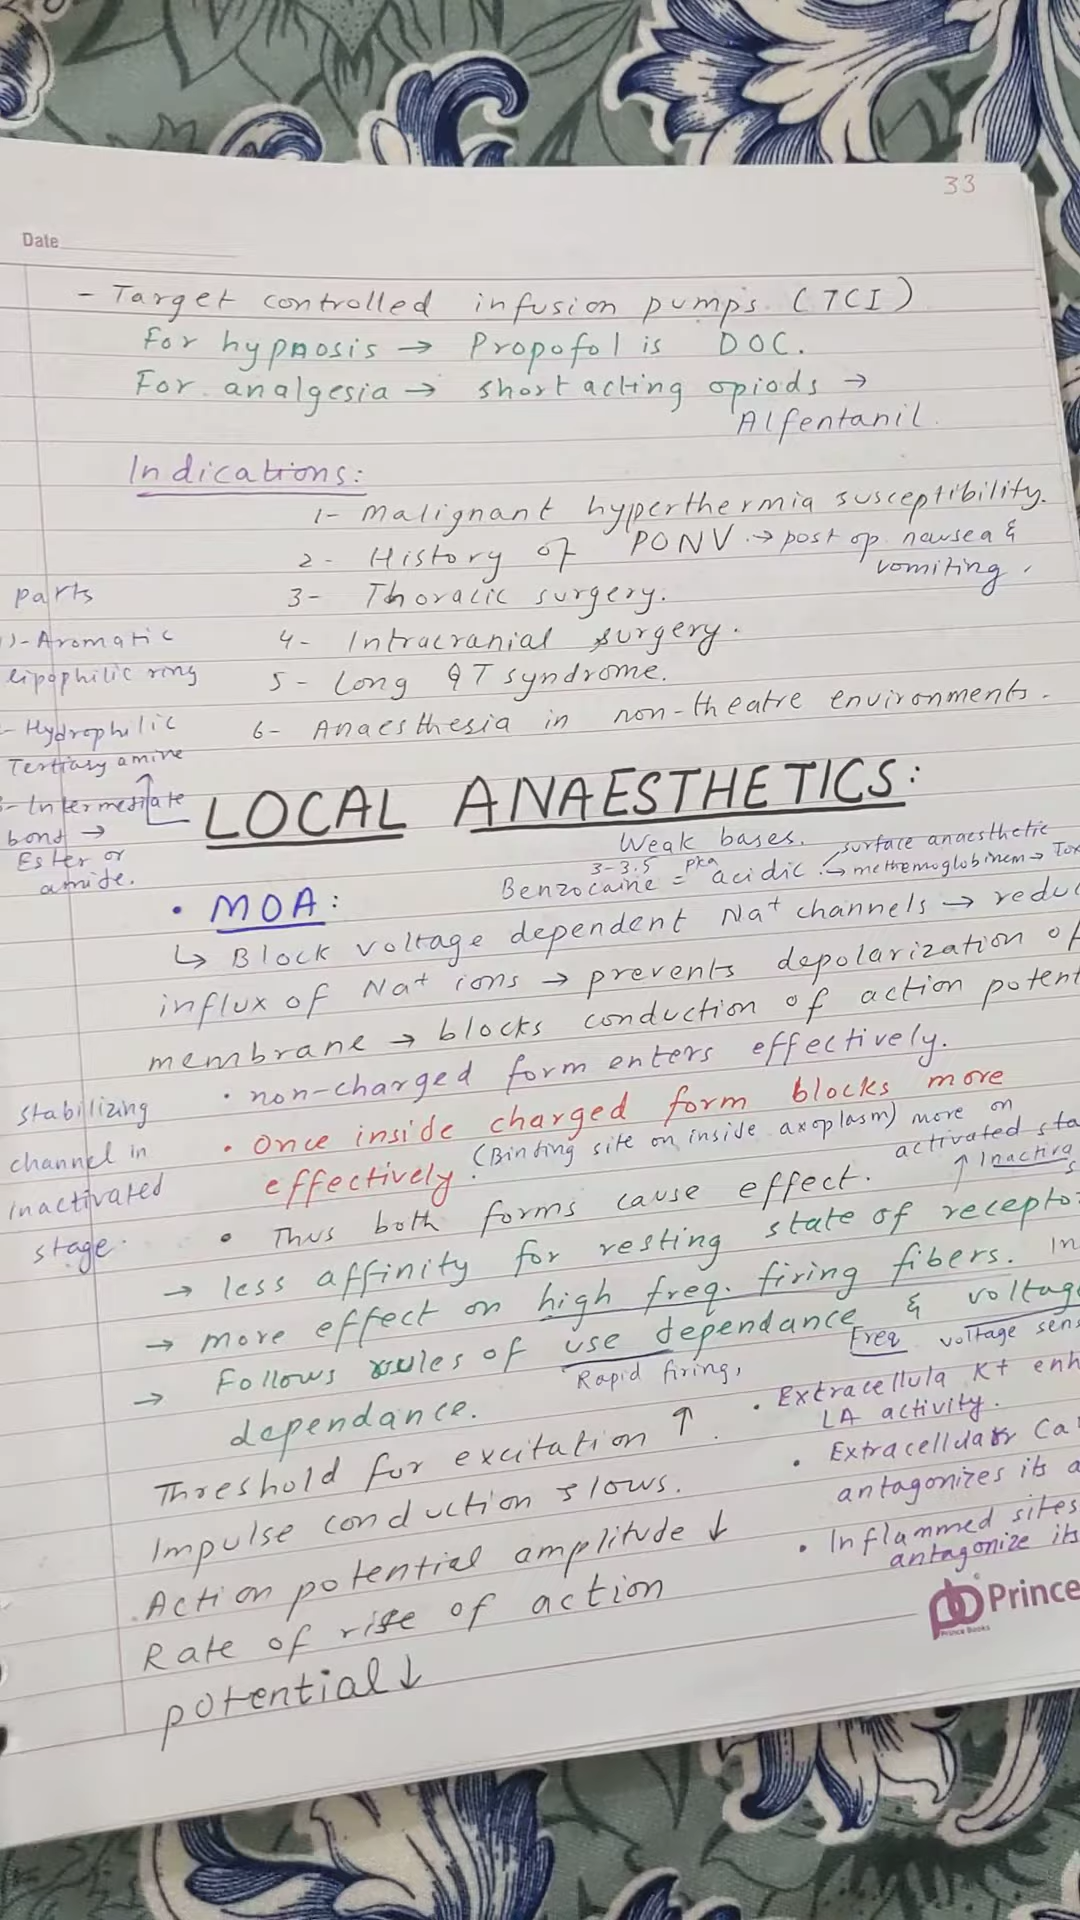 33
Date
- Target controlled infusion pumps. (TCI)
For hypnosis → Propofol is DOC.
For analgesia → short acting opiods →
Alfentanil.
Indications:
1- Malignant hyperthermia susceptibility.
2- History of PONV. → post op. nausea &
vomiting.
3- Thoracic surgery.
4- Intracranial surgery.
5- Long QT syndrome.
6- Anaesthesia in non-theatre environments.
parts
1)-Aromatic
lipophilic ring
- Hydrophilic
Tertiary amine
3- Intermediate
bond →
Ester or
amide.
LOCAL ANAESTHETICS:
Weak bases.
3-3.5 pka surface anaesthetic
Benzocaine = acidic. → methemoglobinem → Tox
• MOA:
↳ Block voltage dependent Na+ channels → reduc
influx of Na+ ions → prevents depolarization of
membrane → blocks conduction of action potent
• non-charged form enters effectively.
• Once inside charged form blocks more
effectively. (Binding site on inside axoplasm) more on
activated sta
↑ Inactiva
s
• Thus both forms cause effect.
stabilizing
channel in
inactivated
stage.
→ less affinity for resting state of recepto
→ more effect on high freq. firing fibers. In
→ Follows rules of use dependance & voltage
Rapid firing, Freq voltage sens
dependance.
Threshold for excitation ↑.
Impulse conduction slows.
Action potential amplitude ↓
Rate of rise of action
potential ↓
• Extracellula K+ enh
LA activity.
• Extracellular Ca
antagonizes its a
• Inflammed sites
antagonize its
Prince
Prince Books